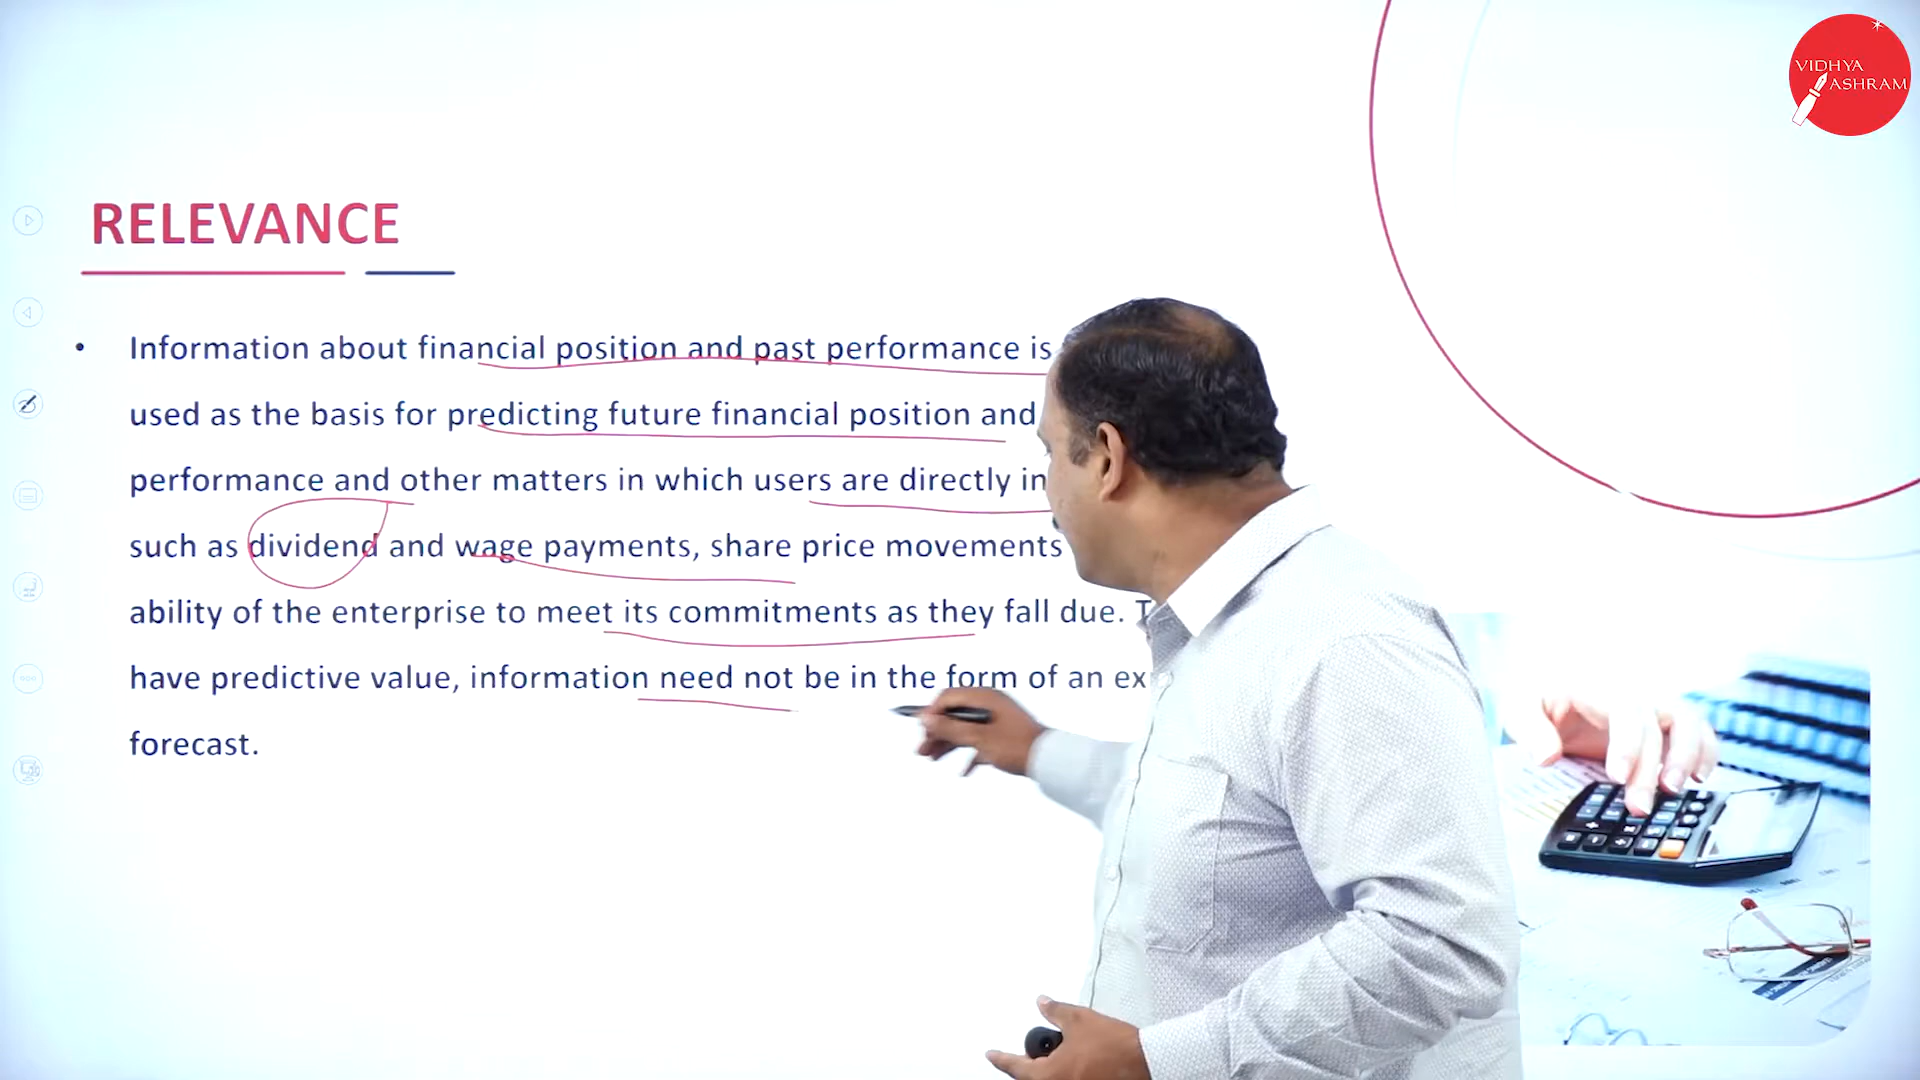 VIDHYA
ASHRAM
RELEVANCE
• Information about financial position and past performance is
used as the basis for predicting future financial position and
performance and other matters in which users are directly in
such as dividend and wage payments, share price movements
ability of the enterprise to meet its commitments as they fall due. T
have predictive value, information need not be in the form of an ex
forecast.